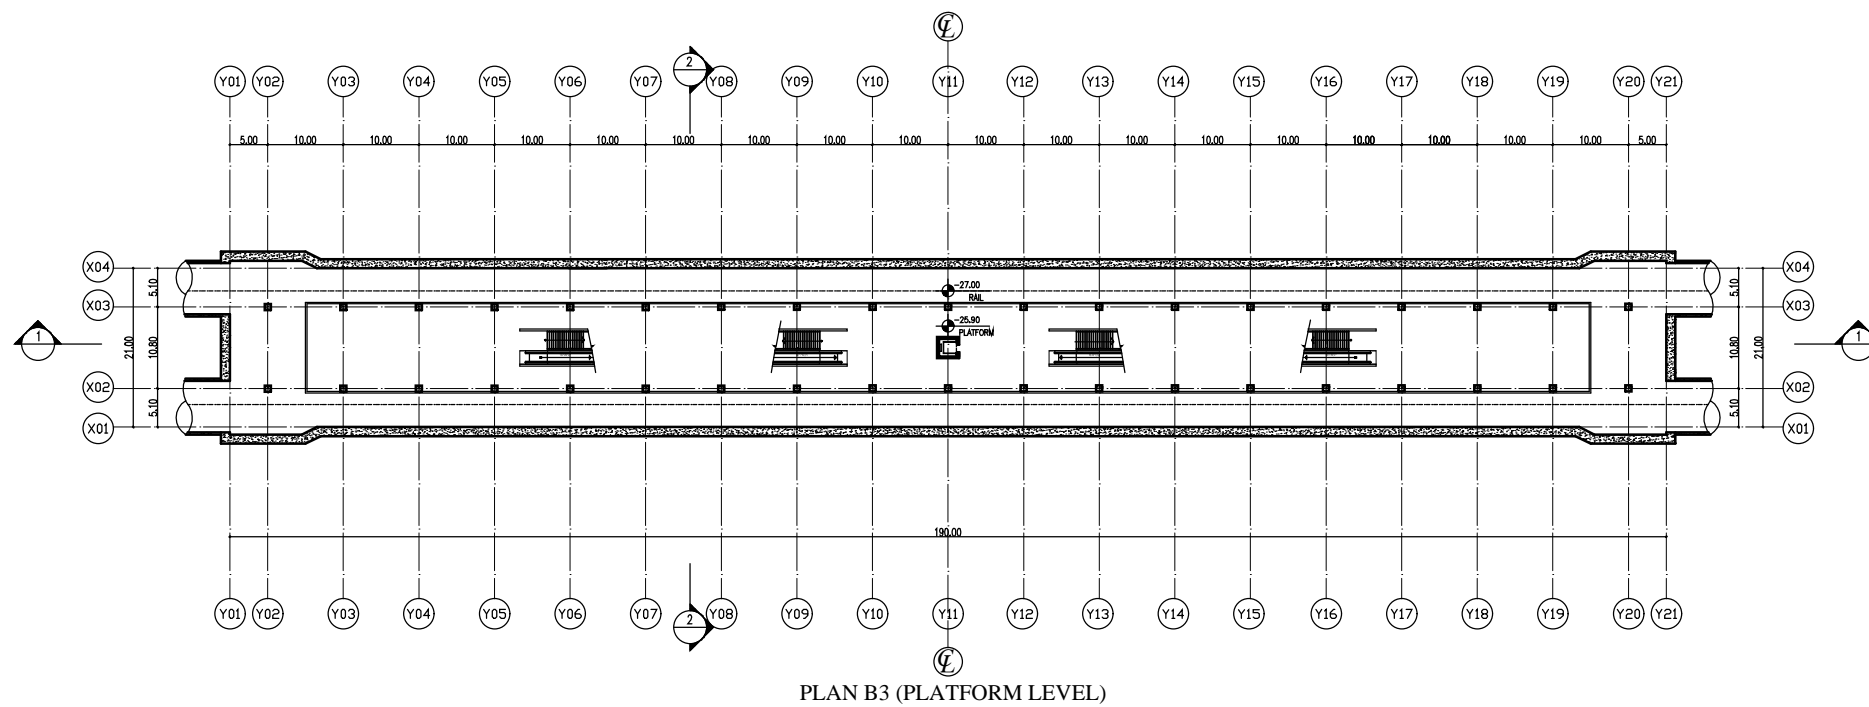 ℄
2
Y01 Y02 Y03 Y04 Y05 Y06 Y07 Y08 Y09 Y10 Y11 Y12 Y13 Y14 Y15 Y16 Y17 Y18 Y19 Y20 Y21
5.00 10.00 10.00 10.00 10.00 10.00 10.00 10.00 10.00 10.00 10.00 10.00 10.00 10.00 10.00 10.00 10.00 10.00 10.00 5.00
X04 X04
5.10 5.10
-27.00
RAIL
X03 X03
-25.90
PLATFORM
1 21.00 10.80 10.80 21.00 1
X02 X02
5.10 5.10
X01 X01
190.00
Y01 Y02 Y03 Y04 Y05 Y06 Y07 Y08 Y09 Y10 Y11 Y12 Y13 Y14 Y15 Y16 Y17 Y18 Y19 Y20 Y21
2
℄
PLAN B3 (PLATFORM LEVEL)